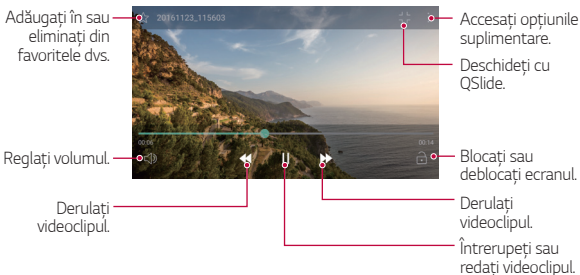 Adăugați în sau
eliminați din
favoritele dvs.
20161123_115603
Accesați opțiunile
suplimentare.
Deschideți cu
QSlide.
00:06
00:14
Reglați volumul.
Blocați sau
deblocați ecranul.
Derulați
videoclipul.
Derulați
videoclipul.
Întrerupeți sau
redați videoclipul.